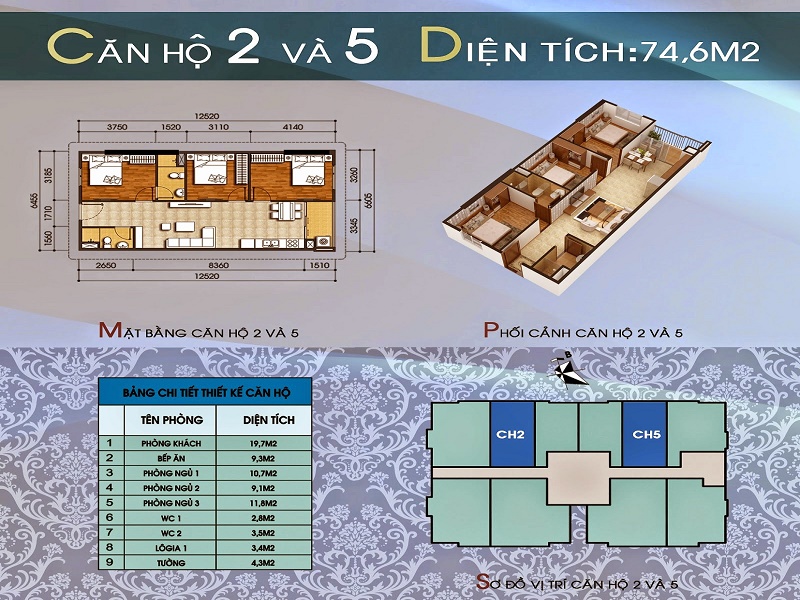 CĂN HỘ 2 VÀ 5 DIỆN TÍCH:74,6M2
12520
3750 1520 3110 4140
6455
3185
1710
1560
3260
3345
6605
2650 8360 1510
12520
MẶT BẰNG CĂN HỘ 2 VÀ 5
PHỐI CẢNH CĂN HỘ 2 VÀ 5
BẢNG CHI TIẾT THIẾT KẾ CĂN HỘ
TÊN PHÒNG DIỆN TÍCH
1 PHÒNG KHÁCH 19,7M2
2 BẾP ĂN 9,3M2
3 PHÒNG NGỦ 1 10,7M2
4 PHÒNG NGỦ 2 9,1M2
5 PHÒNG NGỦ 3 11,8M2
6 WC 1 2,8M2
7 WC 2 3,5M2
8 LÔGIA 1 3,4M2
9 TƯỜNG 4,3M2
B
CH2
CH5
SƠ ĐỒ VỊ TRÍ CĂN HỘ 2 VÀ 5